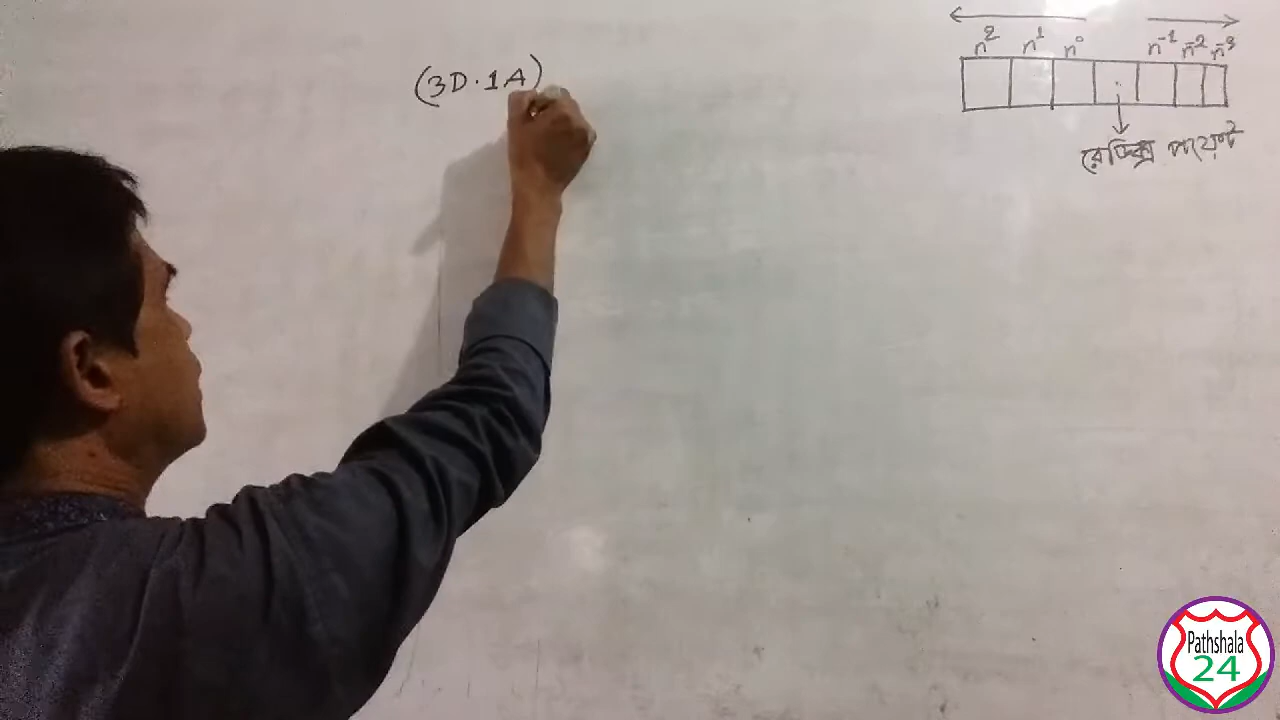 (3D.1A)
n² n¹ n⁰ n⁻¹ n⁻² n⁻³
.
রেডিক্স পয়েন্ট
Pathshala
24